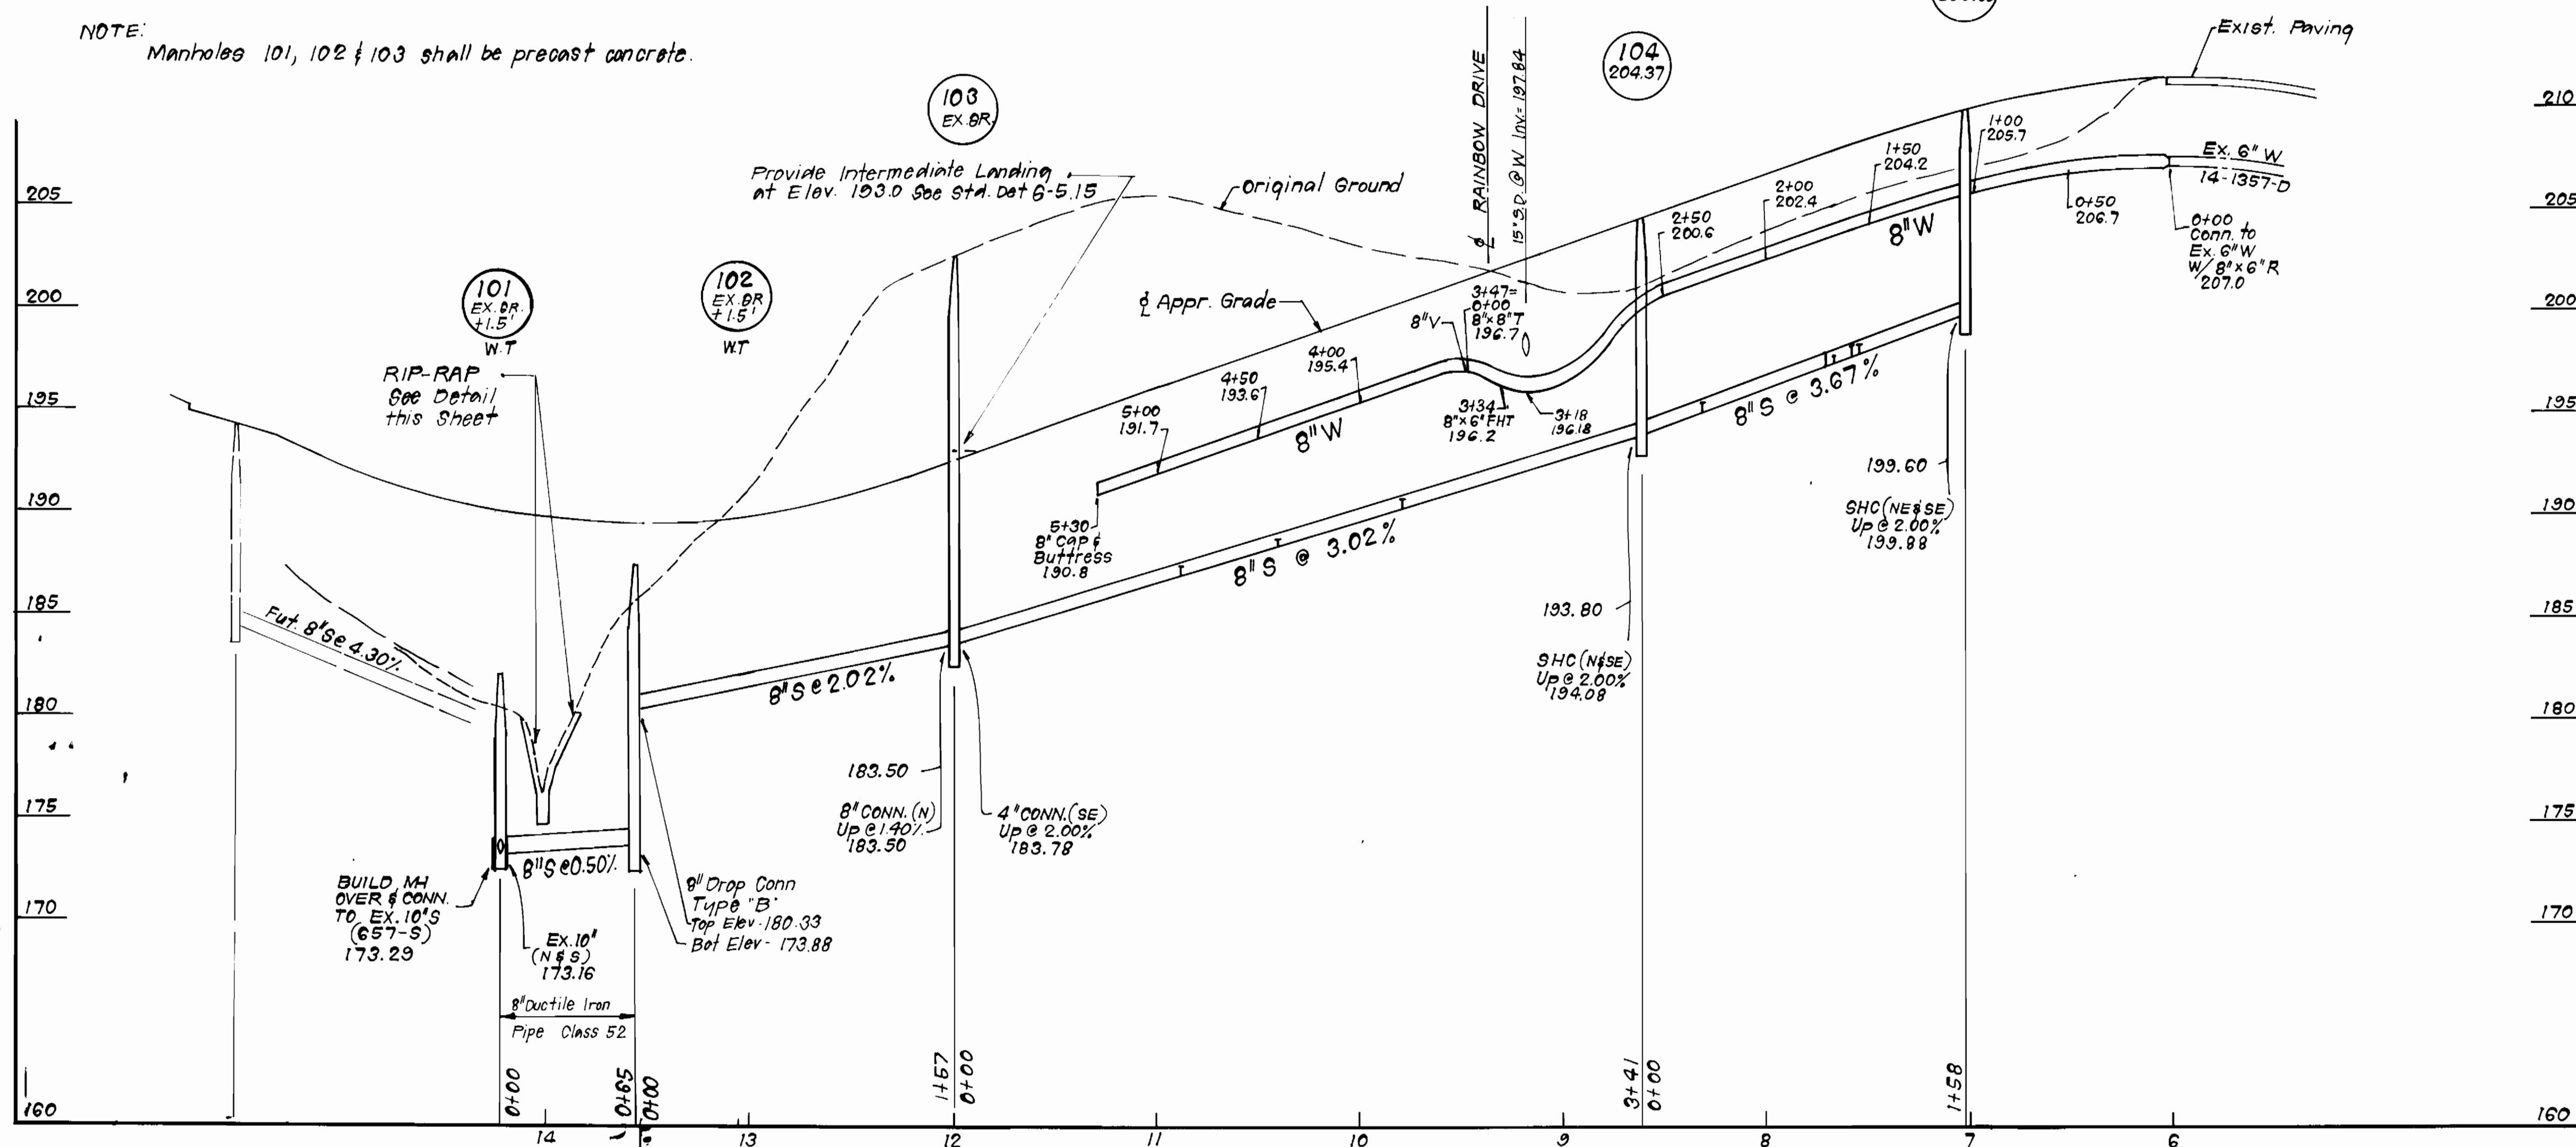 NOTE:
Manholes 101, 102 & 103 shall be precast concrete.
103
EX.GR.
Provide Intermediate Landing
at Elev. 193.0 See Std. Det G-5.15
Original Ground
101
EX.GR.
+1.5'
W.T
102
EX.GR
+1.5'
W.T
RIP-RAP
See Detail
this Sheet
℄ Appr. Grade
℄ RAINBOW DRIVE
15" S.D. @ W Inv.= 197.84
104
204.37
Exist. Paving
Ex. 6" W
14-1357-D
0+00
Conn. to
Ex. 6" W
W/ 8"x6" R
207.0
0+50
206.7
1+00
205.7
1+50
204.2
2+00
202.4
2+50
200.6
8" W
3+47=
0+00
8"x8" T
196.7
8" V
3+34
8"x6" FHT
196.2
3+18
196.18
4+00
195.4
4+50
193.6
5+00
191.7
8" W
5+30
8" Cap &
Buttress
190.8
8" S @ 3.67%
8" S @ 3.02%
8" S @ 2.02%
8" S @ 0.50%
Fut. 8" S @ 4.30%
199.60
SHC (NE & SE)
Up @ 2.00%
199.88
193.80
SHC (N & SE)
Up @ 2.00%
194.08
183.50
8" CONN. (N)
Up @ 1.40%
183.50
4" CONN. (SE)
Up @ 2.00%
183.78
8" Drop Conn
Type "B"
Top Elev - 180.33
Bot Elev - 173.88
BUILD MH
OVER & CONN.
TO EX. 10" S
(657-S)
173.29
EX. 10"
(N & S)
173.16
8" Ductile Iron
Pipe Class 52
205
200
195
190
185
180
175
170
160
210
205
200
195
190
185
180
175
170
160
0+00
0+65
0+00
1+57
0+00
3+41
0+00
1+58
14
13
12
11
10
9
8
7
6